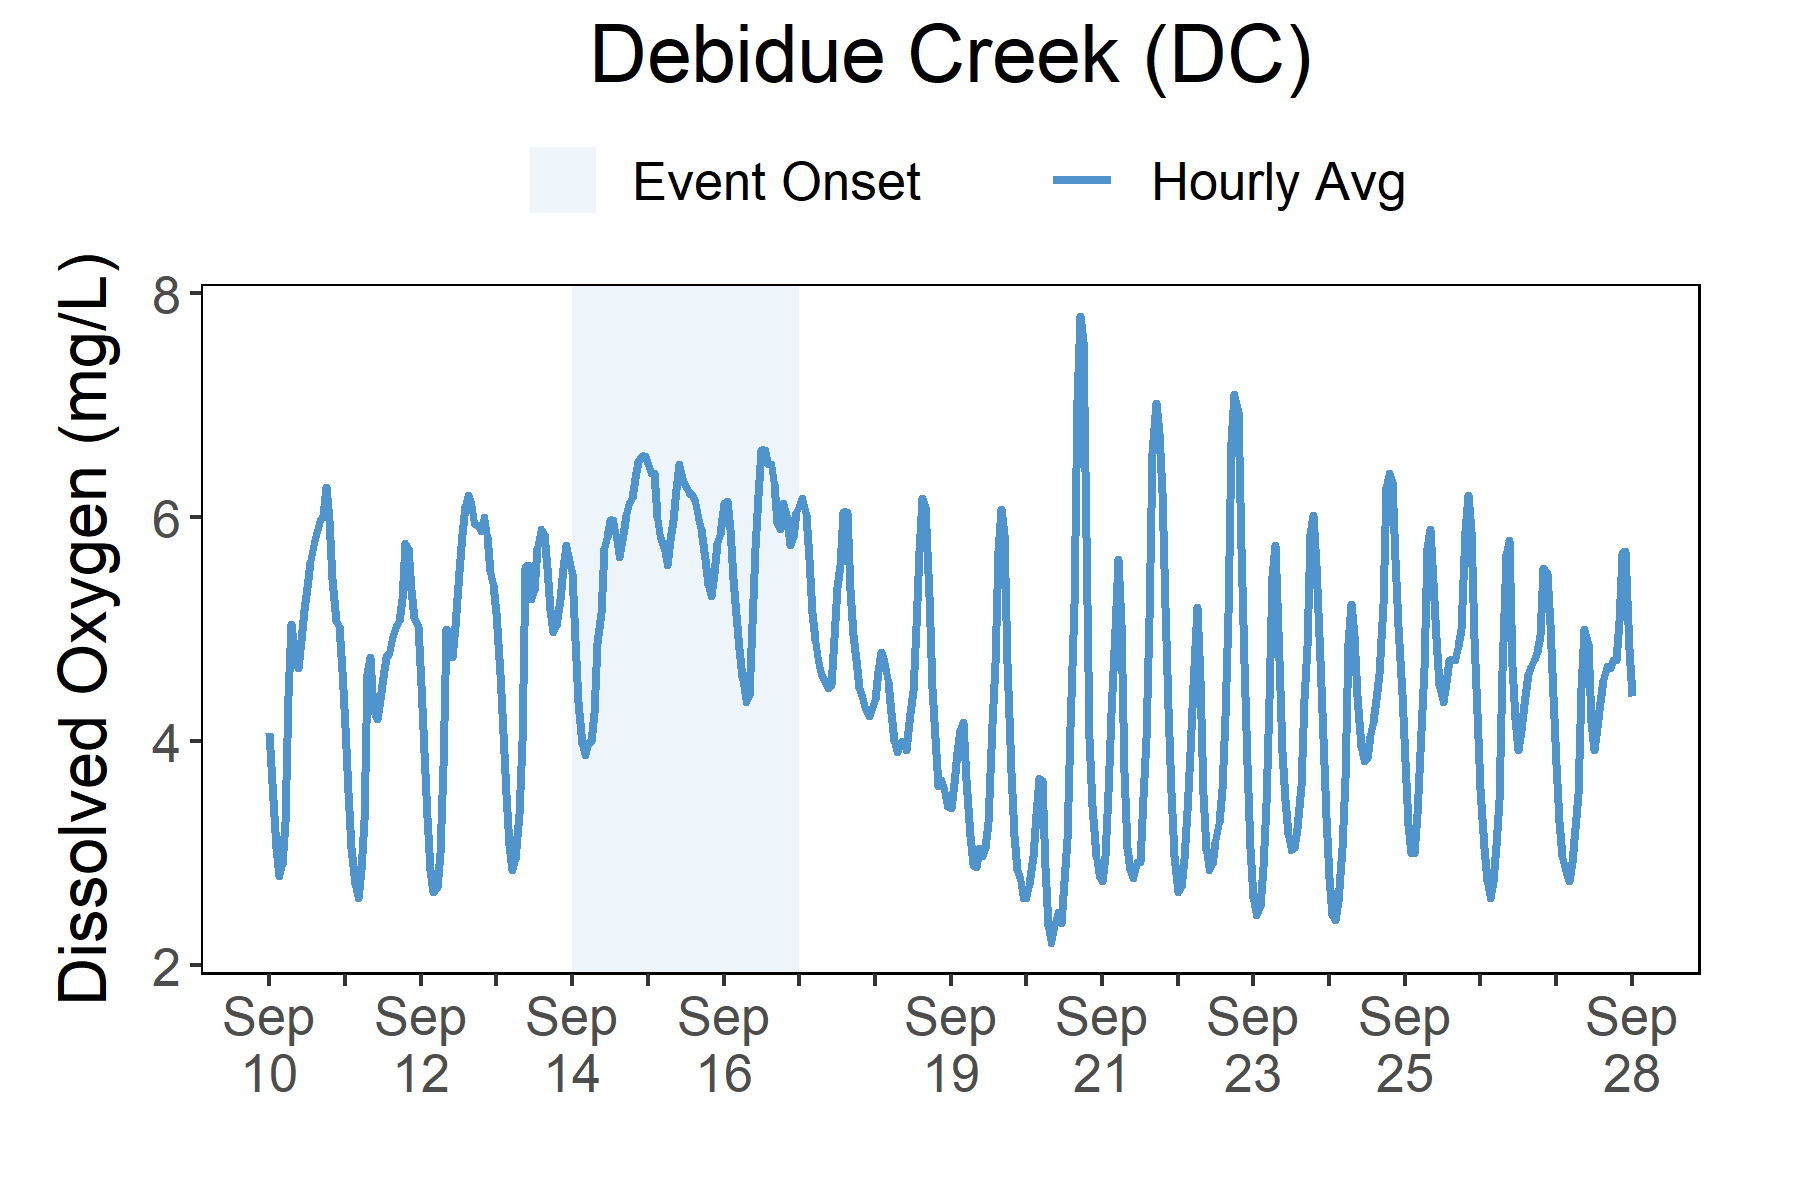 Debidue Creek (DC)
Event Onset Hourly Avg
Dissolved Oxygen (mg/L)
8
6
4
2
Sep Sep Sep Sep Sep Sep Sep Sep Sep
10 12 14 16 19 21 23 25 28